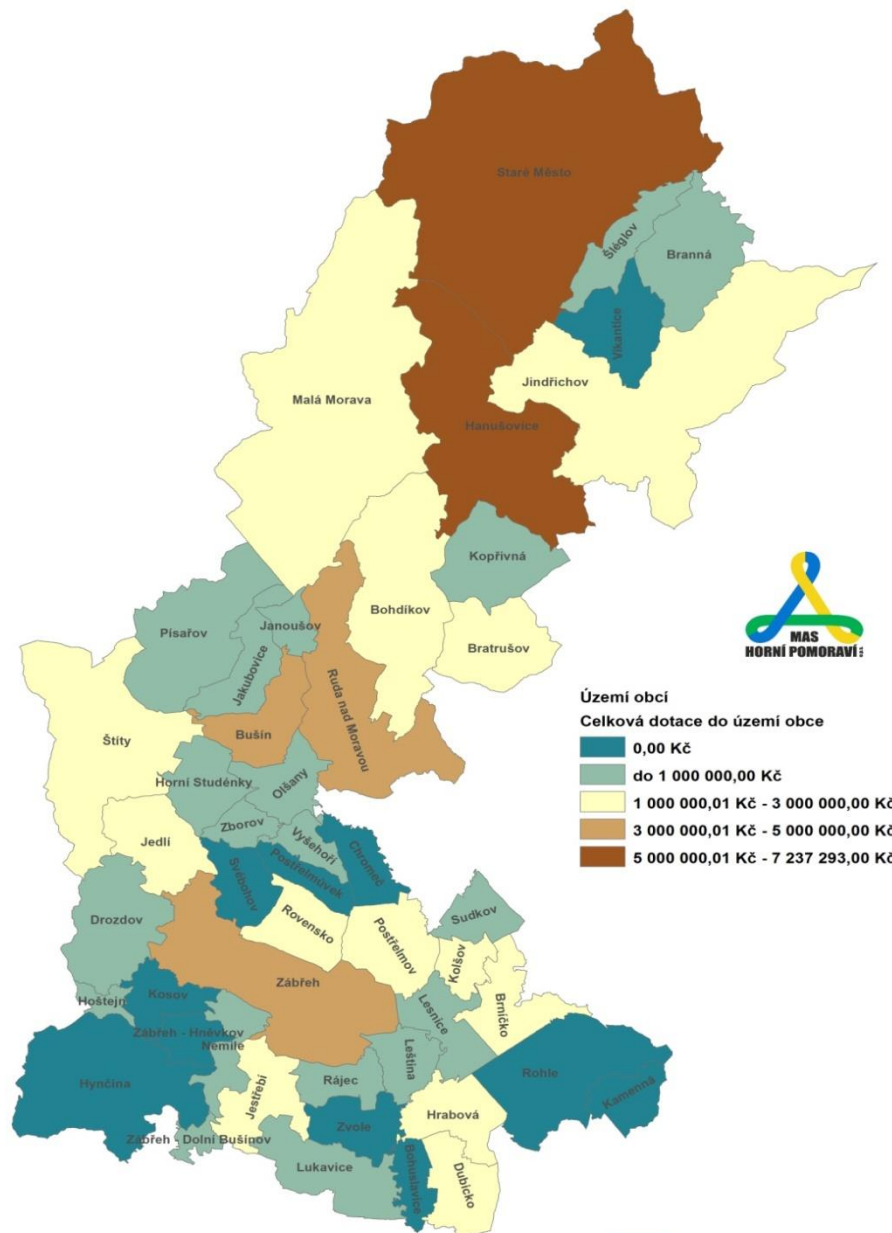 Staré Město
Šléglov
Branná
Vikantice
Jindřichov
Malá Morava
Hanušovice
Kopřivná
Bohdíkov
Bratrušov
Písařov
Janoušov
Jakubovice
Ruda nad Moravou
Štíty
Bušín
Horní Studénky
Olšany
Zborov
Vyšehoří
Jedlí
Svébohov
Postřelmůvek
Chromeč
Rovensko
Postřelmov
Sudkov
Kolšov
Drozdov
Zábřeh
Lesnice
Brníčko
Hoštejn
Kosov
Zábřeh - Hněvkov
Nemile
Hynčina
Jestřebí
Rájec
Leština
Rohle
Kamenná
Zvole
Hrabová
Zábřeh - Dolní Bušínov
Lukavice
Bohuslavice
Dubicko
MAS
HORNÍ POMORAVÍ o.p.s.
Území obcí
Celková dotace do území obce
0,00 Kč
do 1 000 000,00 Kč
1 000 000,01 Kč - 3 000 000,00 Kč
3 000 000,01 Kč - 5 000 000,00 Kč
5 000 000,01 Kč - 7 237 293,00 Kč